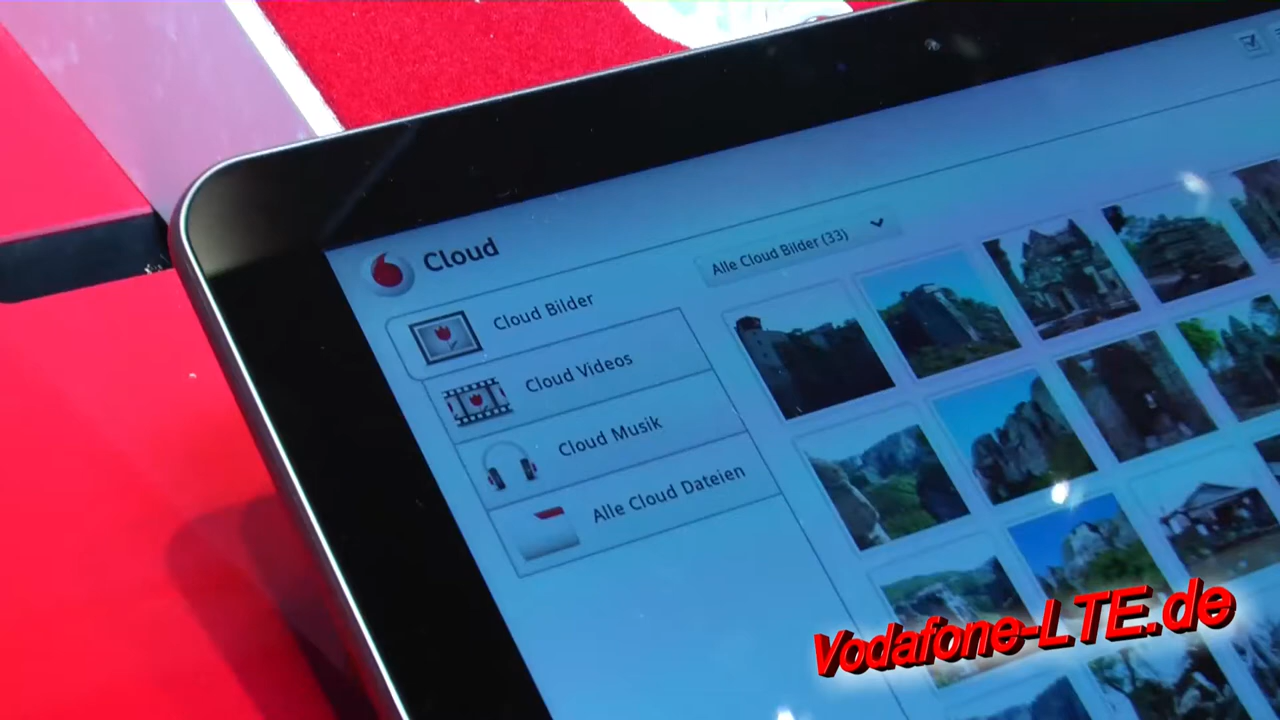 Cloud
Alle Cloud Bilder (33)
Cloud Bilder
Cloud Videos
Cloud Musik
Alle Cloud Dateien
Vodafone-LTE.de